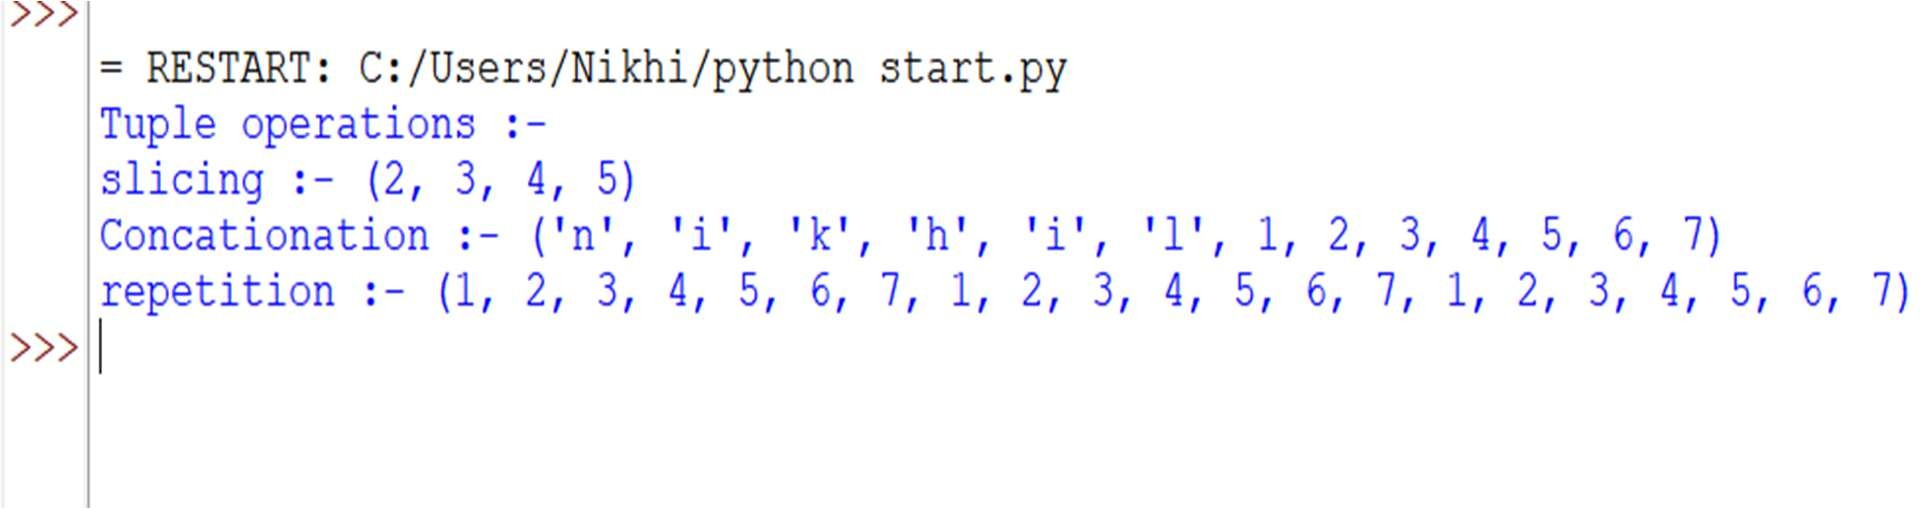 >>>
= RESTART: C:/Users/Nikhi/python start.py
Tuple operations :-
slicing :- (2, 3, 4, 5)
Concationation :- ('n', 'i', 'k', 'h', 'i', 'l', 1, 2, 3, 4, 5, 6, 7)
repetition :- (1, 2, 3, 4, 5, 6, 7, 1, 2, 3, 4, 5, 6, 7, 1, 2, 3, 4, 5, 6, 7)
>>>